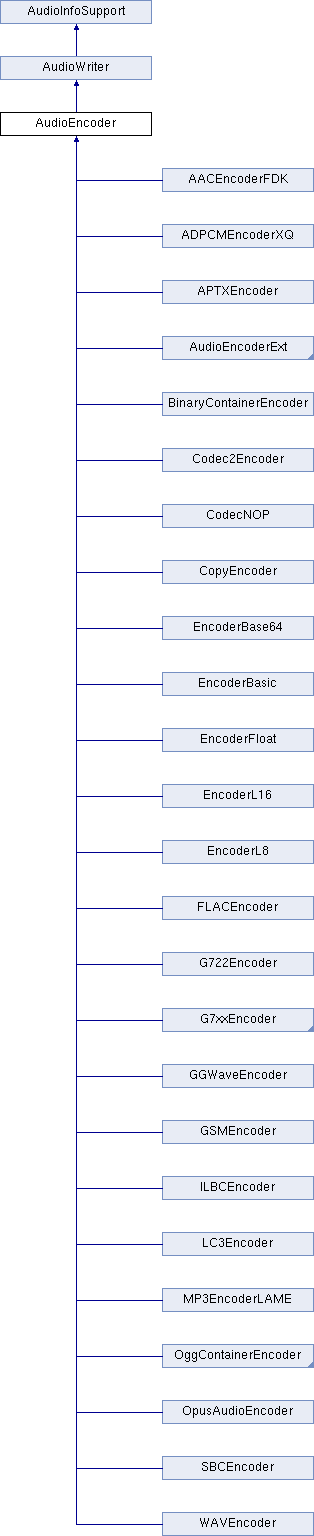 AudioInfoSupport
AudioWriter
AudioEncoder
AACEncoderFDK
ADPCMEncoderXQ
APTXEncoder
AudioEncoderExt
BinaryContainerEncoder
Codec2Encoder
CodecNOP
CopyEncoder
EncoderBase64
EncoderBasic
EncoderFloat
EncoderL16
EncoderL8
FLACEncoder
G722Encoder
G7xxEncoder
GGWaveEncoder
GSMEncoder
ILBCEncoder
LC3Encoder
MP3EncoderLAME
OggContainerEncoder
OpusAudioEncoder
SBCEncoder
WAVEncoder